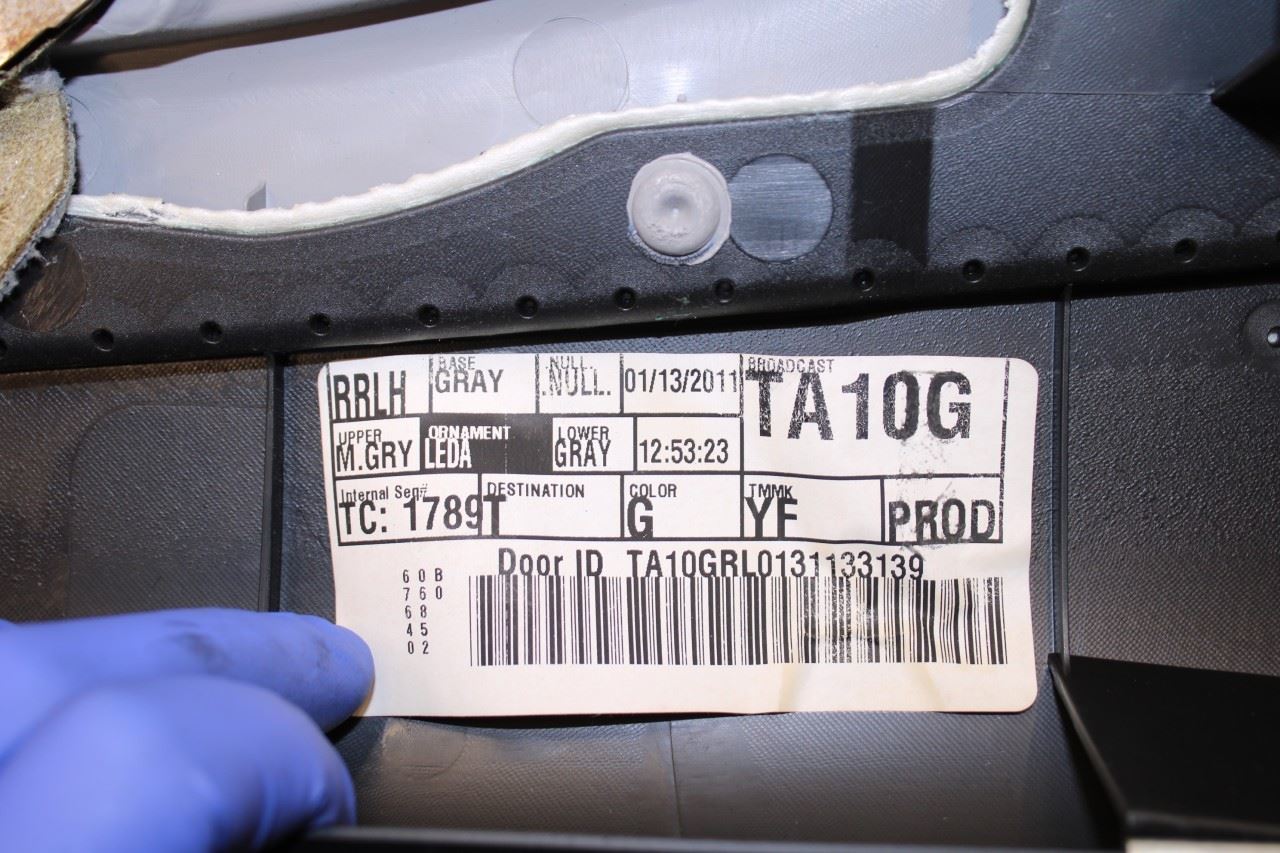 RRLH
BASE
GRAY
.NULL.
.NULL.
01/13/2011
BROADCAST
TA10G
UPPER
M.GRY
ORNAMENT
LEDA
LOWER
GRAY
12:53:23
Internal Seq#
TC: 1789
DESTINATION
T
COLOR
G
TMMK
YF
PROD
Door ID TA10GRL0131133139
60B
760
68
45
02